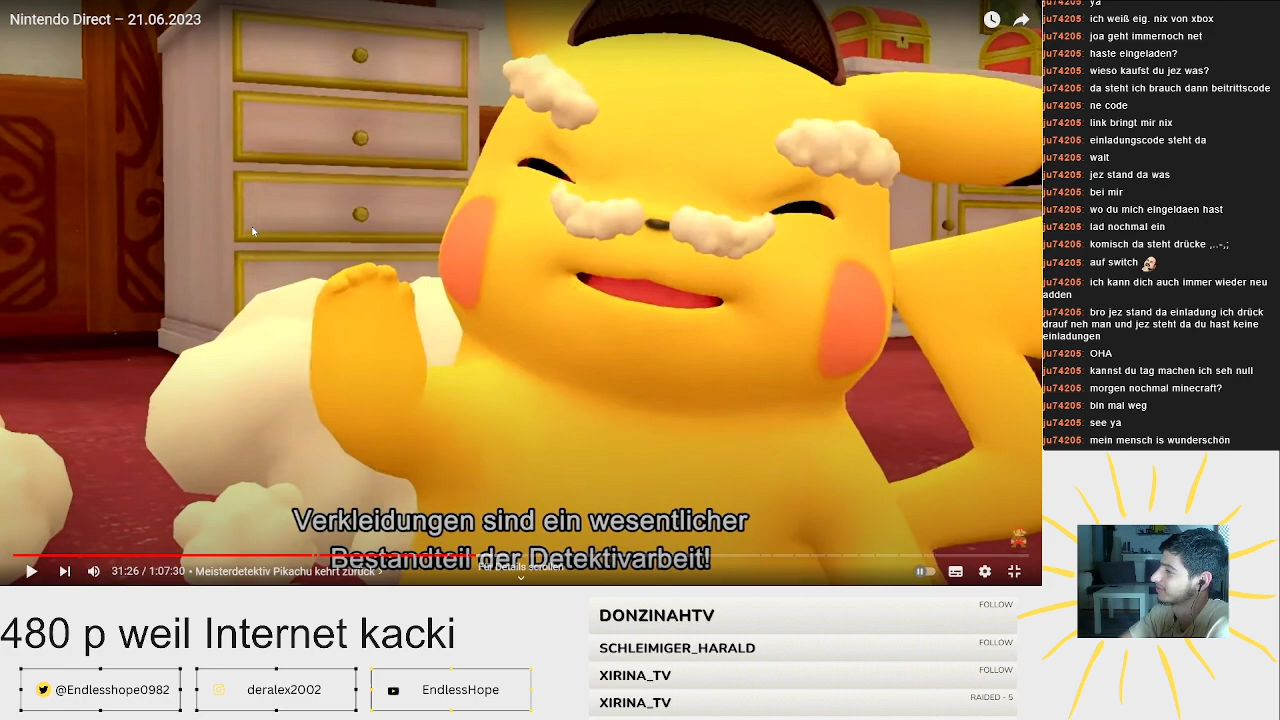 Nintendo Direct – 21.06.2023
Verkleidungen sind ein wesentlicher
Bestandteil der Detektivarbeit!
Für Details scrollen
31:26 / 1:07:30 • Meisterdetektiv Pikachu kehrt zurück ›
ju74205: ya
ju74205: ich weiß eig. nix von xbox
ju74205: joa geht immernoch net
ju74205: haste eingeladen?
ju74205: wieso kaufst du jez was?
ju74205: da steht ich brauch dann beitrittscode
ju74205: ne code
ju74205: link bringt mir nix
ju74205: einladungscode steht da
ju74205: wait
ju74205: jez stand da was
ju74205: bei mir
ju74205: wo du mich eingeldaen hast
ju74205: lad nochmal ein
ju74205: komisch da steht drücke ,..-,;
ju74205: auf switch
ju74205: ich kann dich auch immer wieder neu
adden
ju74205: bro jez stand da einladung ich drück
drauf neh man und jez steht da du hast keine
einladungen
ju74205: OHA
ju74205: kannst du tag machen ich seh null
ju74205: morgen nochmal minecraft?
ju74205: bin mal weg
ju74205: see ya
ju74205: mein mensch is wunderschön
480 p weil Internet kacki
@Endlesshope0982
deralex2002
EndlessHope
DONZINAHTV FOLLOW
SCHLEIMIGER_HARALD FOLLOW
XIRINA_TV FOLLOW
XIRINA_TV RAIDED - 5